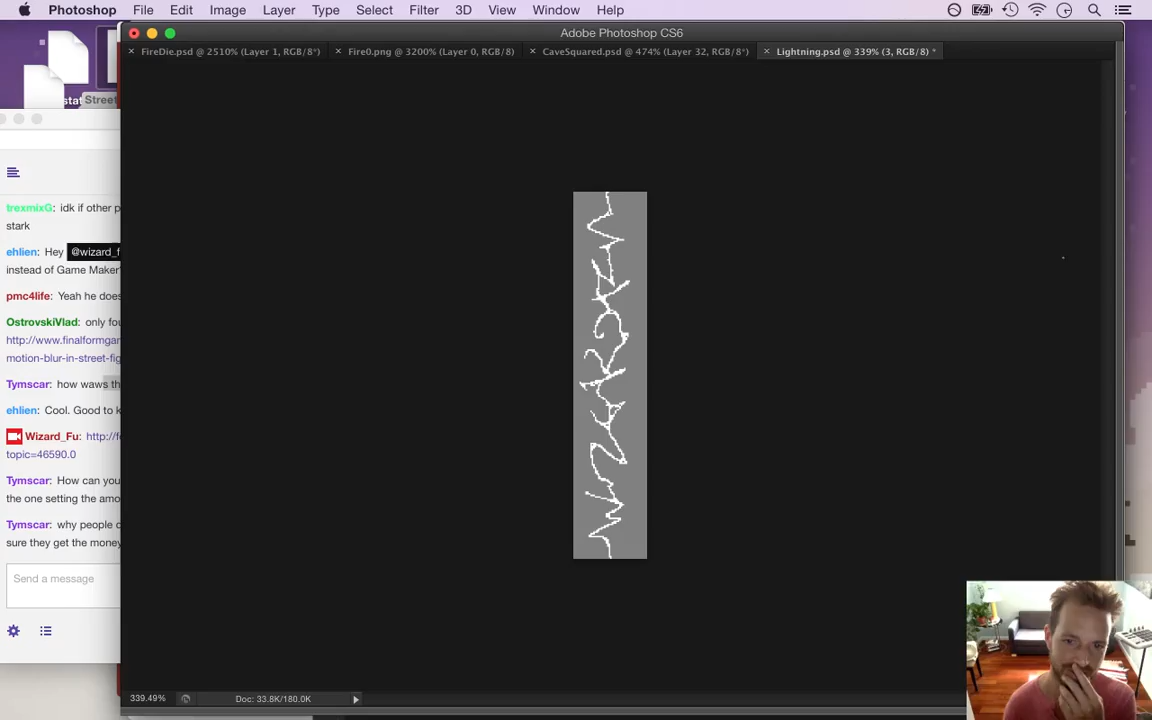 Photoshop File Edit Image Layer Type Select Filter 3D View Window Help
Adobe Photoshop CS6
FireDie.psd @ 2510% (Layer 1, RGB/8*) Fire0.png @ 3200% (Layer 0, RGB/8) CaveSquared.psd @ 474% (Layer 32, RGB/8*) Lightning.psd @ 339% (3, RGB/8) *
Street
trexmixG: idk if other p
stark
ehlien: Hey @wizard_f
instead of Game Maker
pmc4life: Yeah he does
OstrovskiVlad: only fou
http://www.finalformgam
motion-blur-in-street-fig
Tymscar: how waws th
ehlien: Cool. Good to k
Wizard_Fu: http://fo
topic=46590.0
Tymscar: How can you
the one setting the amo
Tymscar: why people d
sure they get the money
Send a message
339.49% Doc: 33.8K/180.0K